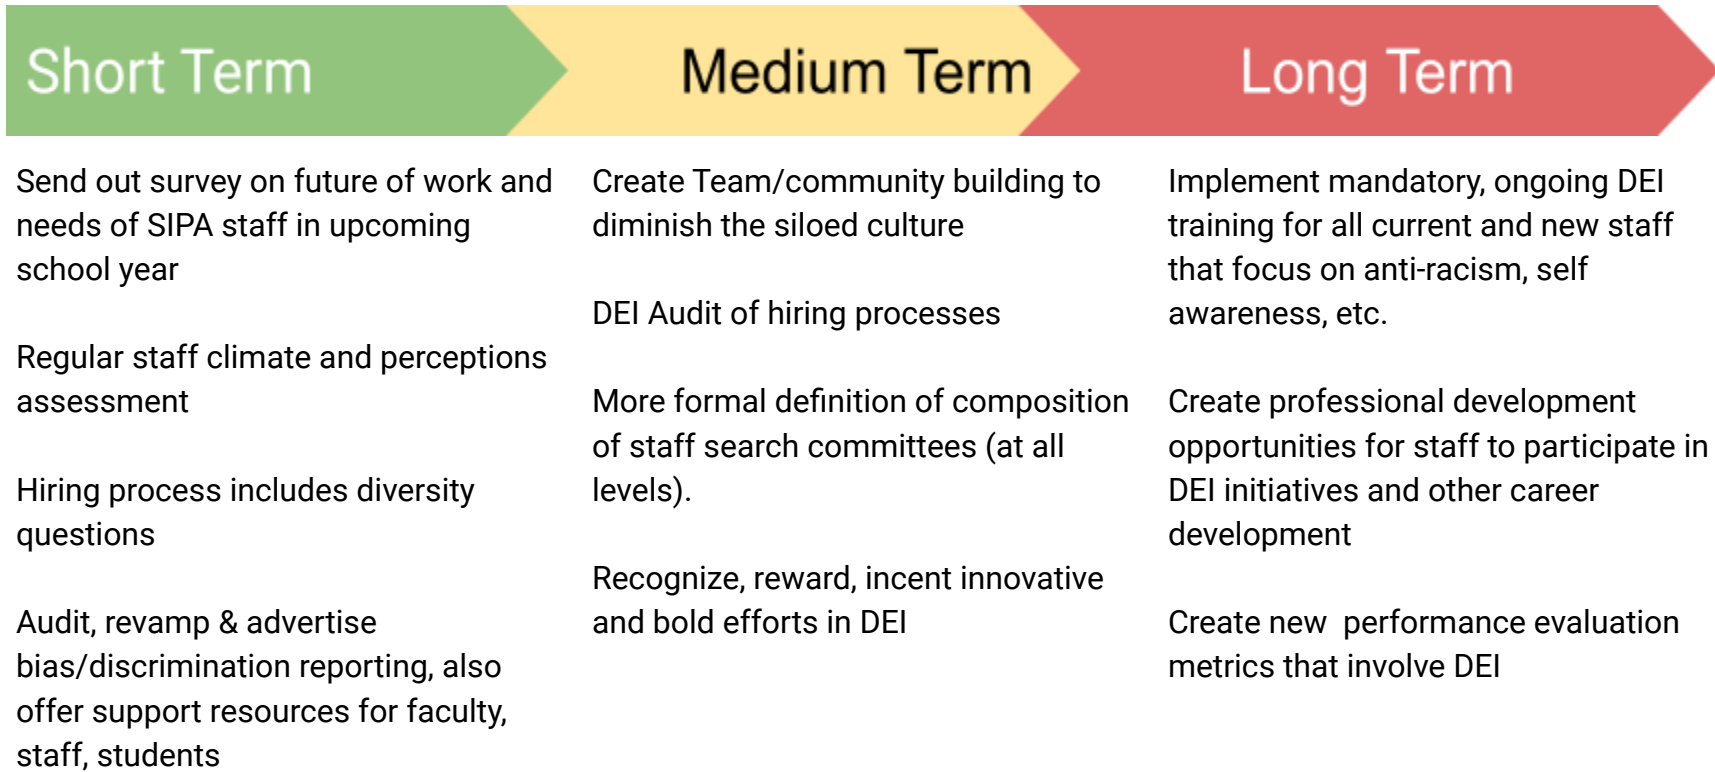 Short Term
Medium Term
Long Term
Send out survey on future of work and
needs of SIPA staff in upcoming
school year
Regular staff climate and perceptions
assessment
Hiring process includes diversity
questions
Audit, revamp & advertise
bias/discrimination reporting, also
offer support resources for faculty,
staff, students
Create Team/community building to
diminish the siloed culture
DEI Audit of hiring processes
More formal definition of composition
of staff search committees (at all
levels).
Recognize, reward, incent innovative
and bold efforts in DEI
Implement mandatory, ongoing DEI
training for all current and new staff
that focus on anti-racism, self
awareness, etc.
Create professional development
opportunities for staff to participate in
DEI initiatives and other career
development
Create new  performance evaluation
metrics that involve DEI